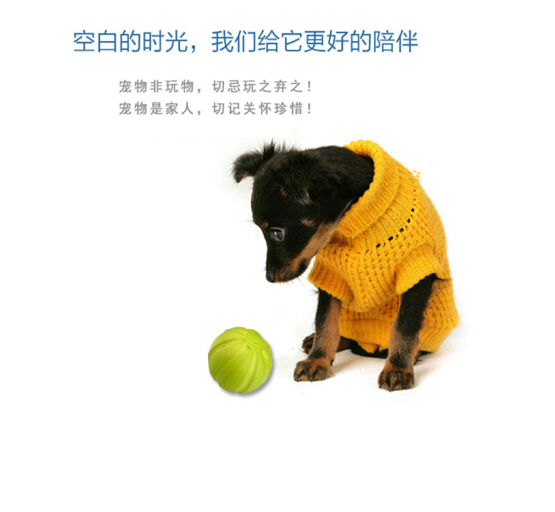 空白的时光，我们给它更好的陪伴
宠物非玩物，切忌玩之弃之！
宠物是家人，切记关怀珍惜！